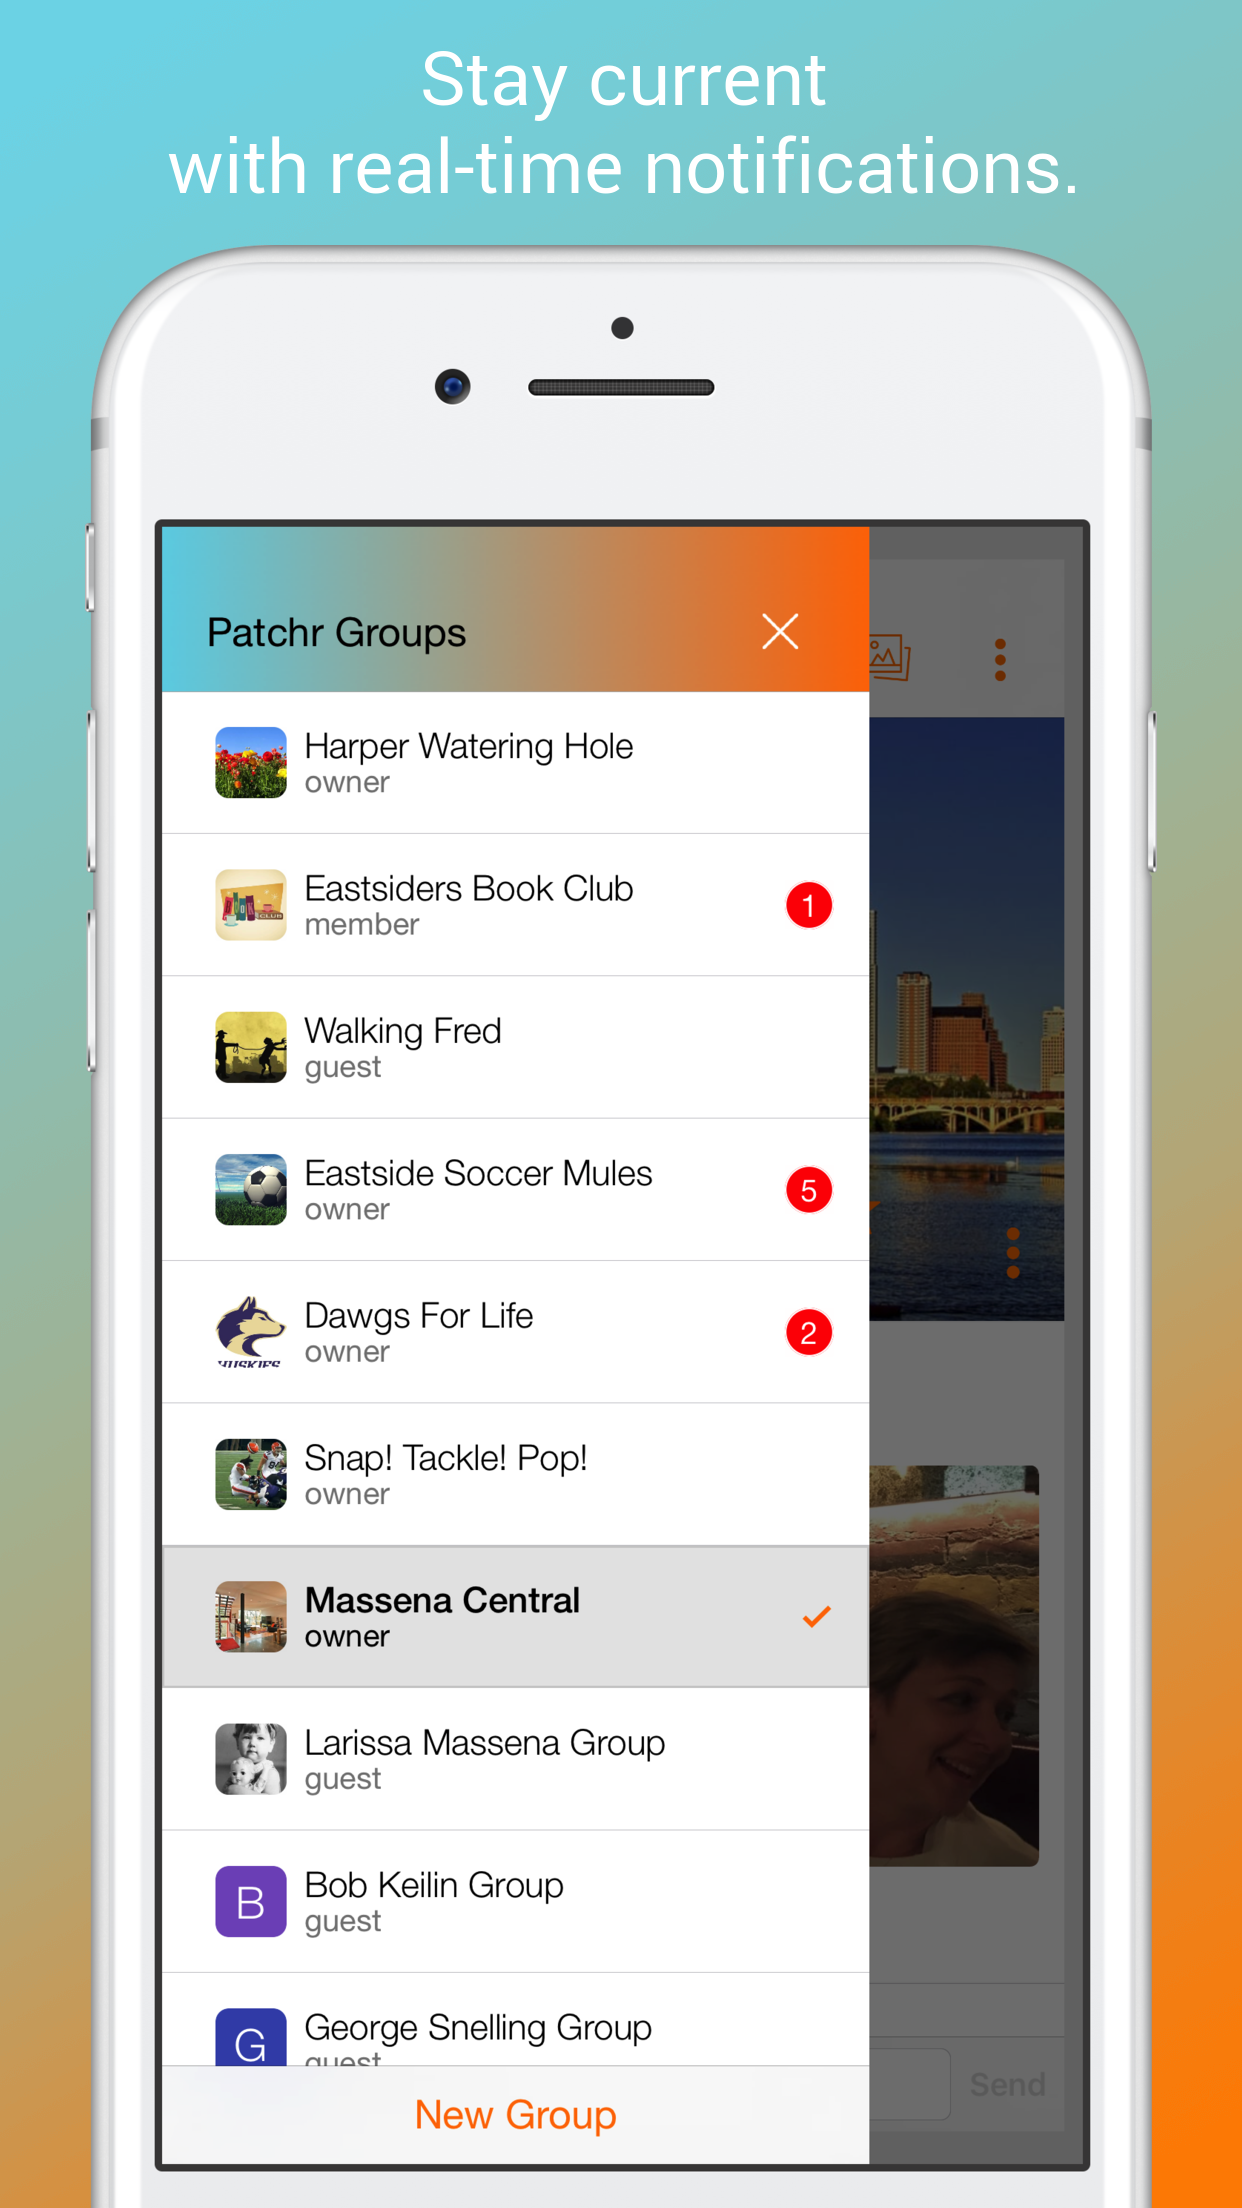 Stay current
with real-time notifications.
Patchr Groups
Harper Watering Hole
owner
Eastsiders Book Club
member
1
Walking Fred
guest
Eastside Soccer Mules
owner
5
HUSKIES
Dawgs For Life
owner
2
Snap! Tackle! Pop!
owner
Massena Central
owner
Larissa Massena Group
guest
B
Bob Keilin Group
guest
G
George Snelling Group
guest
Send
New Group